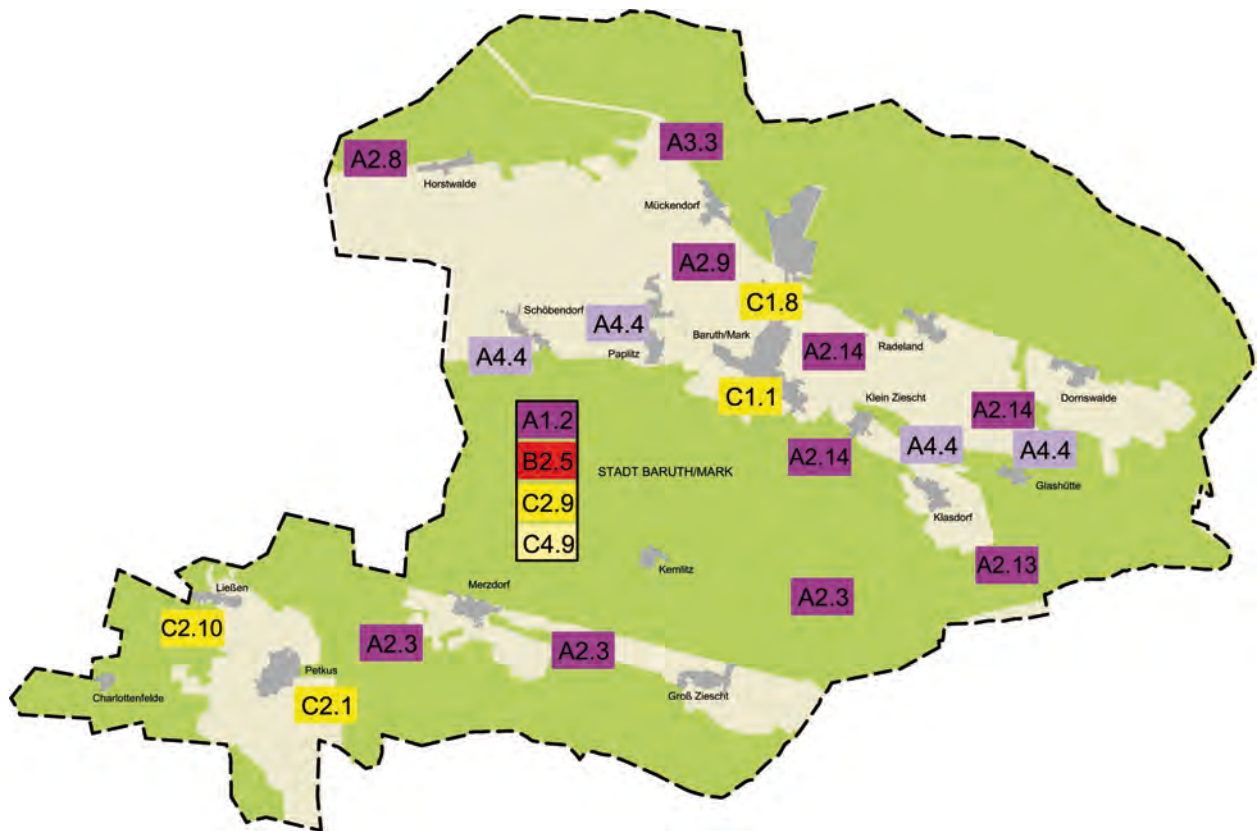 A3.3
A2.8
Horstwalde
Mückendorf
A2.9
C1.8
Schöbendorf
A4.4
Baruth/Mark
A2.14
Radeland
A4.4
Paplitz
C1.1
Klein Ziescht
Dornswalde
A2.14
A1.2
A4.4
A4.4
B2.5
STADT BARUTH/MARK
A2.14
Glashütte
C2.9
Klasdorf
C4.9
Kemlitz
A2.13
Ließen
Merzdorf
A2.3
C2.10
A2.3
A2.3
Petkus
Groß Ziescht
Charlottenfelde
C2.1